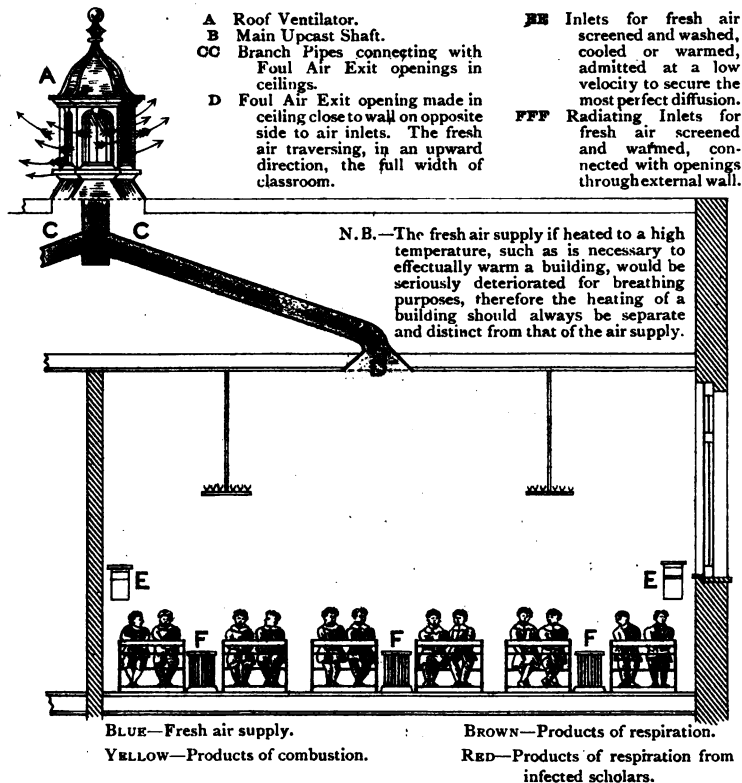 A Roof Ventilator.
B Main Upcast Shaft.
CC Branch Pipes connecting with
Foul Air Exit openings in
ceilings.
D Foul Air Exit opening made in
ceiling close to wall on opposite
side to air inlets. The fresh
air traversing, in an upward
direction, the full width of
classroom.
EE Inlets for fresh air
screened and washed,
cooled or warmed,
admitted at a low
velocity to secure the
most perfect diffusion.
FFF Radiating Inlets for
fresh air screened
and warmed, con-
nected with openings
through external wall.
A
C C
N.B.—The fresh air supply if heated to a high
temperature, such as is necessary to
effectually warm a building, would be
seriously deteriorated for breathing
purposes, therefore the heating of a
building should always be separate
and distinct from that of the air supply.
D
E E
F F F
BLUE—Fresh air supply.
YELLOW—Products of combustion.
BROWN—Products of respiration.
RED—Products of respiration from
infected scholars.